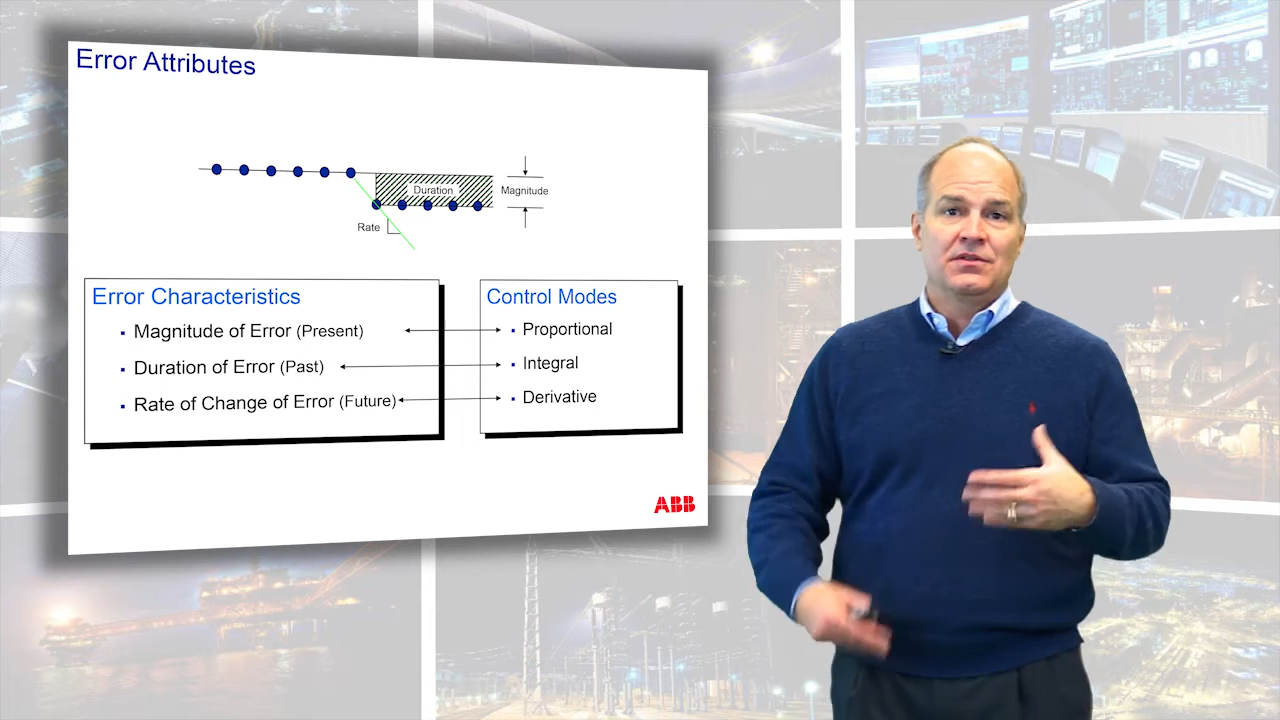 Error Attributes
Duration
Magnitude
Rate
Error Characteristics
▪ Magnitude of Error (Present)
▪ Duration of Error (Past)
▪ Rate of Change of Error (Future)
Control Modes
▪ Proportional
▪ Integral
▪ Derivative
ABB